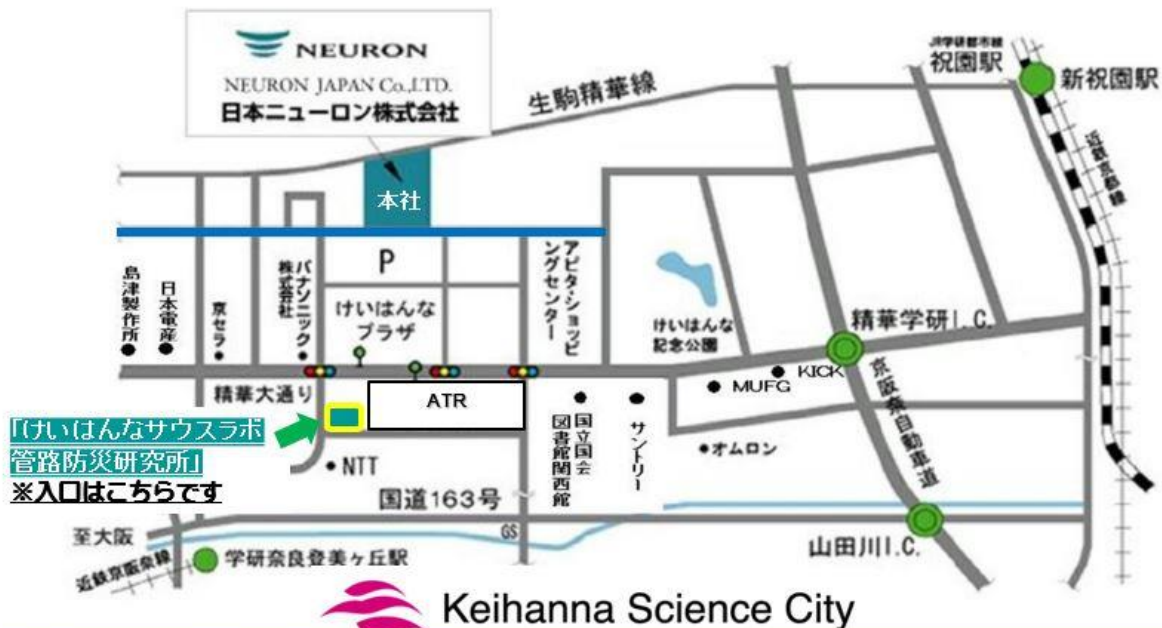 NEURON
NEURON JAPAN Co.,LTD.
日本ニューロン株式会社
生駒精華線
JR学研都市線
祝園駅
新祝園駅
近鉄京都線
本社
P
島津製作所
日本電産
京セラ
パナソニック
株式会社
けいはんな
プラザ
アピタ・ショッピ
ングセンター
けいはんな
記念公園
精華学研I.C.
KICK
MUFG
京阪奈自動車道
精華大通り
ATR
「けいはんなサウスラボ
管路防災研究所」
※入口はこちらです
NTT
国立国会
図書館関西館
サントリー
オムロン
国道163号
GS
至大阪
山田川I.C.
近鉄京阪奈線
学研奈良登美ヶ丘駅
Keihanna Science City